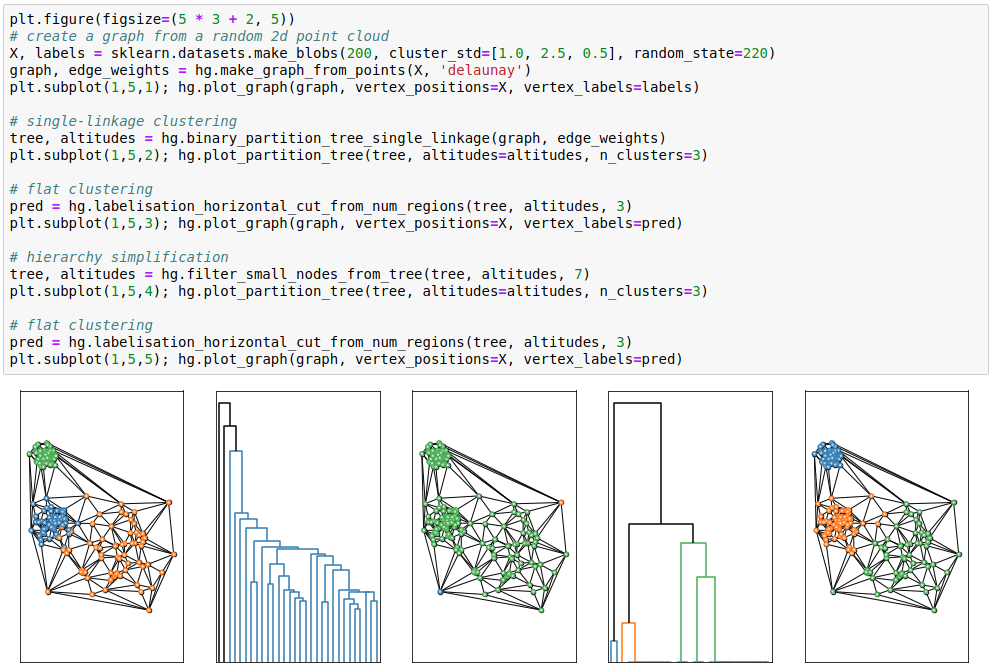 plt.figure(figsize=(5 * 3 + 2, 5))
# create a graph from a random 2d point cloud
X, labels = sklearn.datasets.make_blobs(200, cluster_std=[1.0, 2.5, 0.5], random_state=220)
graph, edge_weights = hg.make_graph_from_points(X, 'delaunay')
plt.subplot(1,5,1); hg.plot_graph(graph, vertex_positions=X, vertex_labels=labels)
# single-linkage clustering
tree, altitudes = hg.binary_partition_tree_single_linkage(graph, edge_weights)
plt.subplot(1,5,2); hg.plot_partition_tree(tree, altitudes=altitudes, n_clusters=3)
# flat clustering
pred = hg.labelisation_horizontal_cut_from_num_regions(tree, altitudes, 3)
plt.subplot(1,5,3); hg.plot_graph(graph, vertex_positions=X, vertex_labels=pred)
# hierarchy simplification
tree, altitudes = hg.filter_small_nodes_from_tree(tree, altitudes, 7)
plt.subplot(1,5,4); hg.plot_partition_tree(tree, altitudes=altitudes, n_clusters=3)
# flat clustering
pred = hg.labelisation_horizontal_cut_from_num_regions(tree, altitudes, 3)
plt.subplot(1,5,5); hg.plot_graph(graph, vertex_positions=X, vertex_labels=pred)